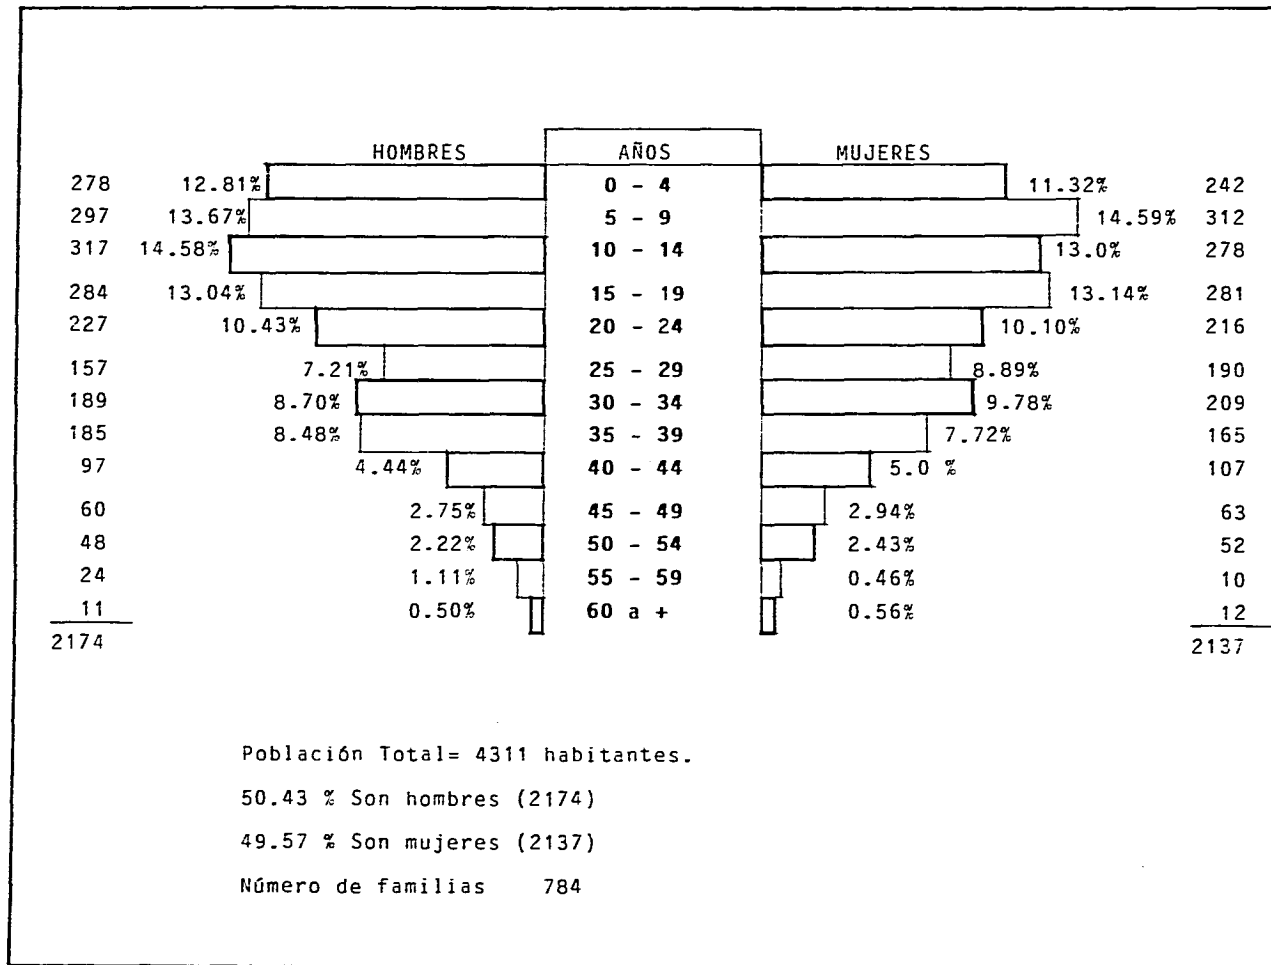 HOMBRES AÑOS MUJERES
278 12.81% 0 - 4 11.32% 242
297 13.67% 5 - 9 14.59% 312
317 14.58% 10 - 14 13.0% 278
284 13.04% 15 - 19 13.14% 281
227 10.43% 20 - 24 10.10% 216
157 7.21% 25 - 29 8.89% 190
189 8.70% 30 - 34 9.78% 209
185 8.48% 35 - 39 7.72% 165
97 4.44% 40 - 44 5.0 % 107
60 2.75% 45 - 49 2.94% 63
48 2.22% 50 - 54 2.43% 52
24 1.11% 55 - 59 0.46% 10
11 0.50% 60 a + 0.56% 12
2174 2137
Población Total= 4311 habitantes.
50.43 % Son hombres (2174)
49.57 % Son mujeres (2137)
Número de familias 784